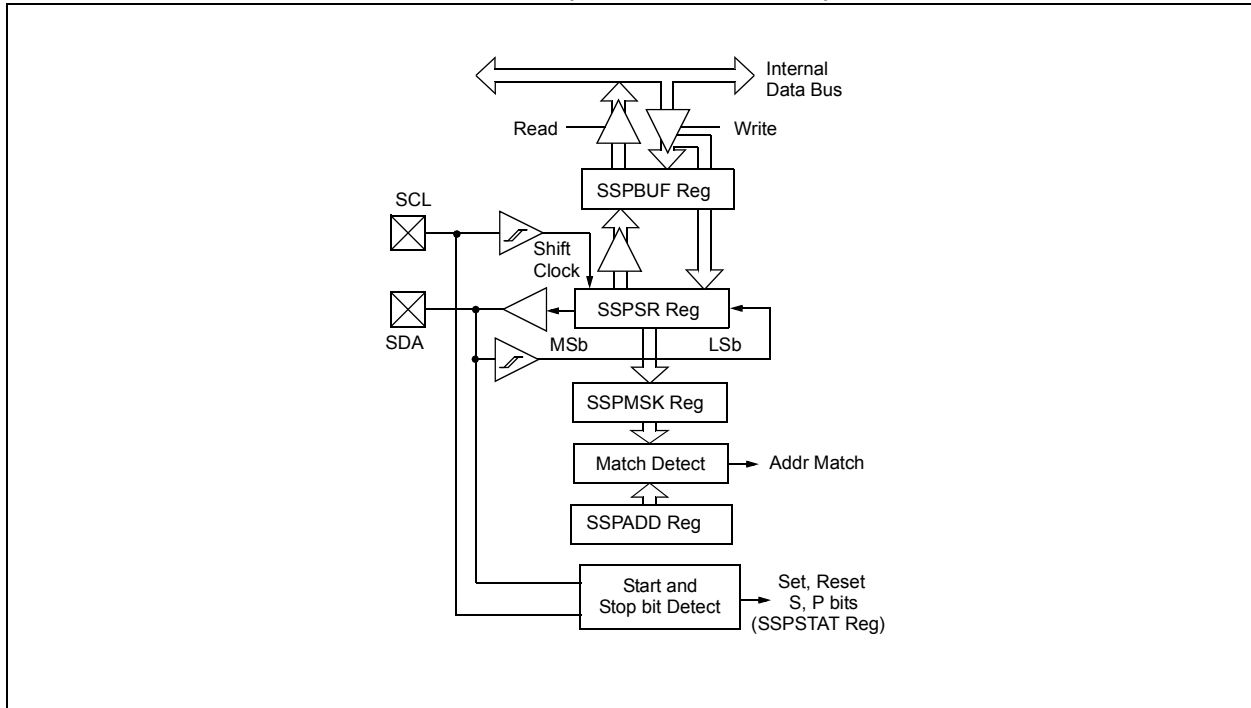 Internal
Data Bus
Read
Write
SSPBUF Reg
SCL
Shift
Clock
SSPSR Reg
SDA
MSb
LSb
SSPMSK Reg
Match Detect
Addr Match
SSPADD Reg
Start and
Stop bit Detect
Set, Reset
S, P bits
(SSPSTAT Reg)